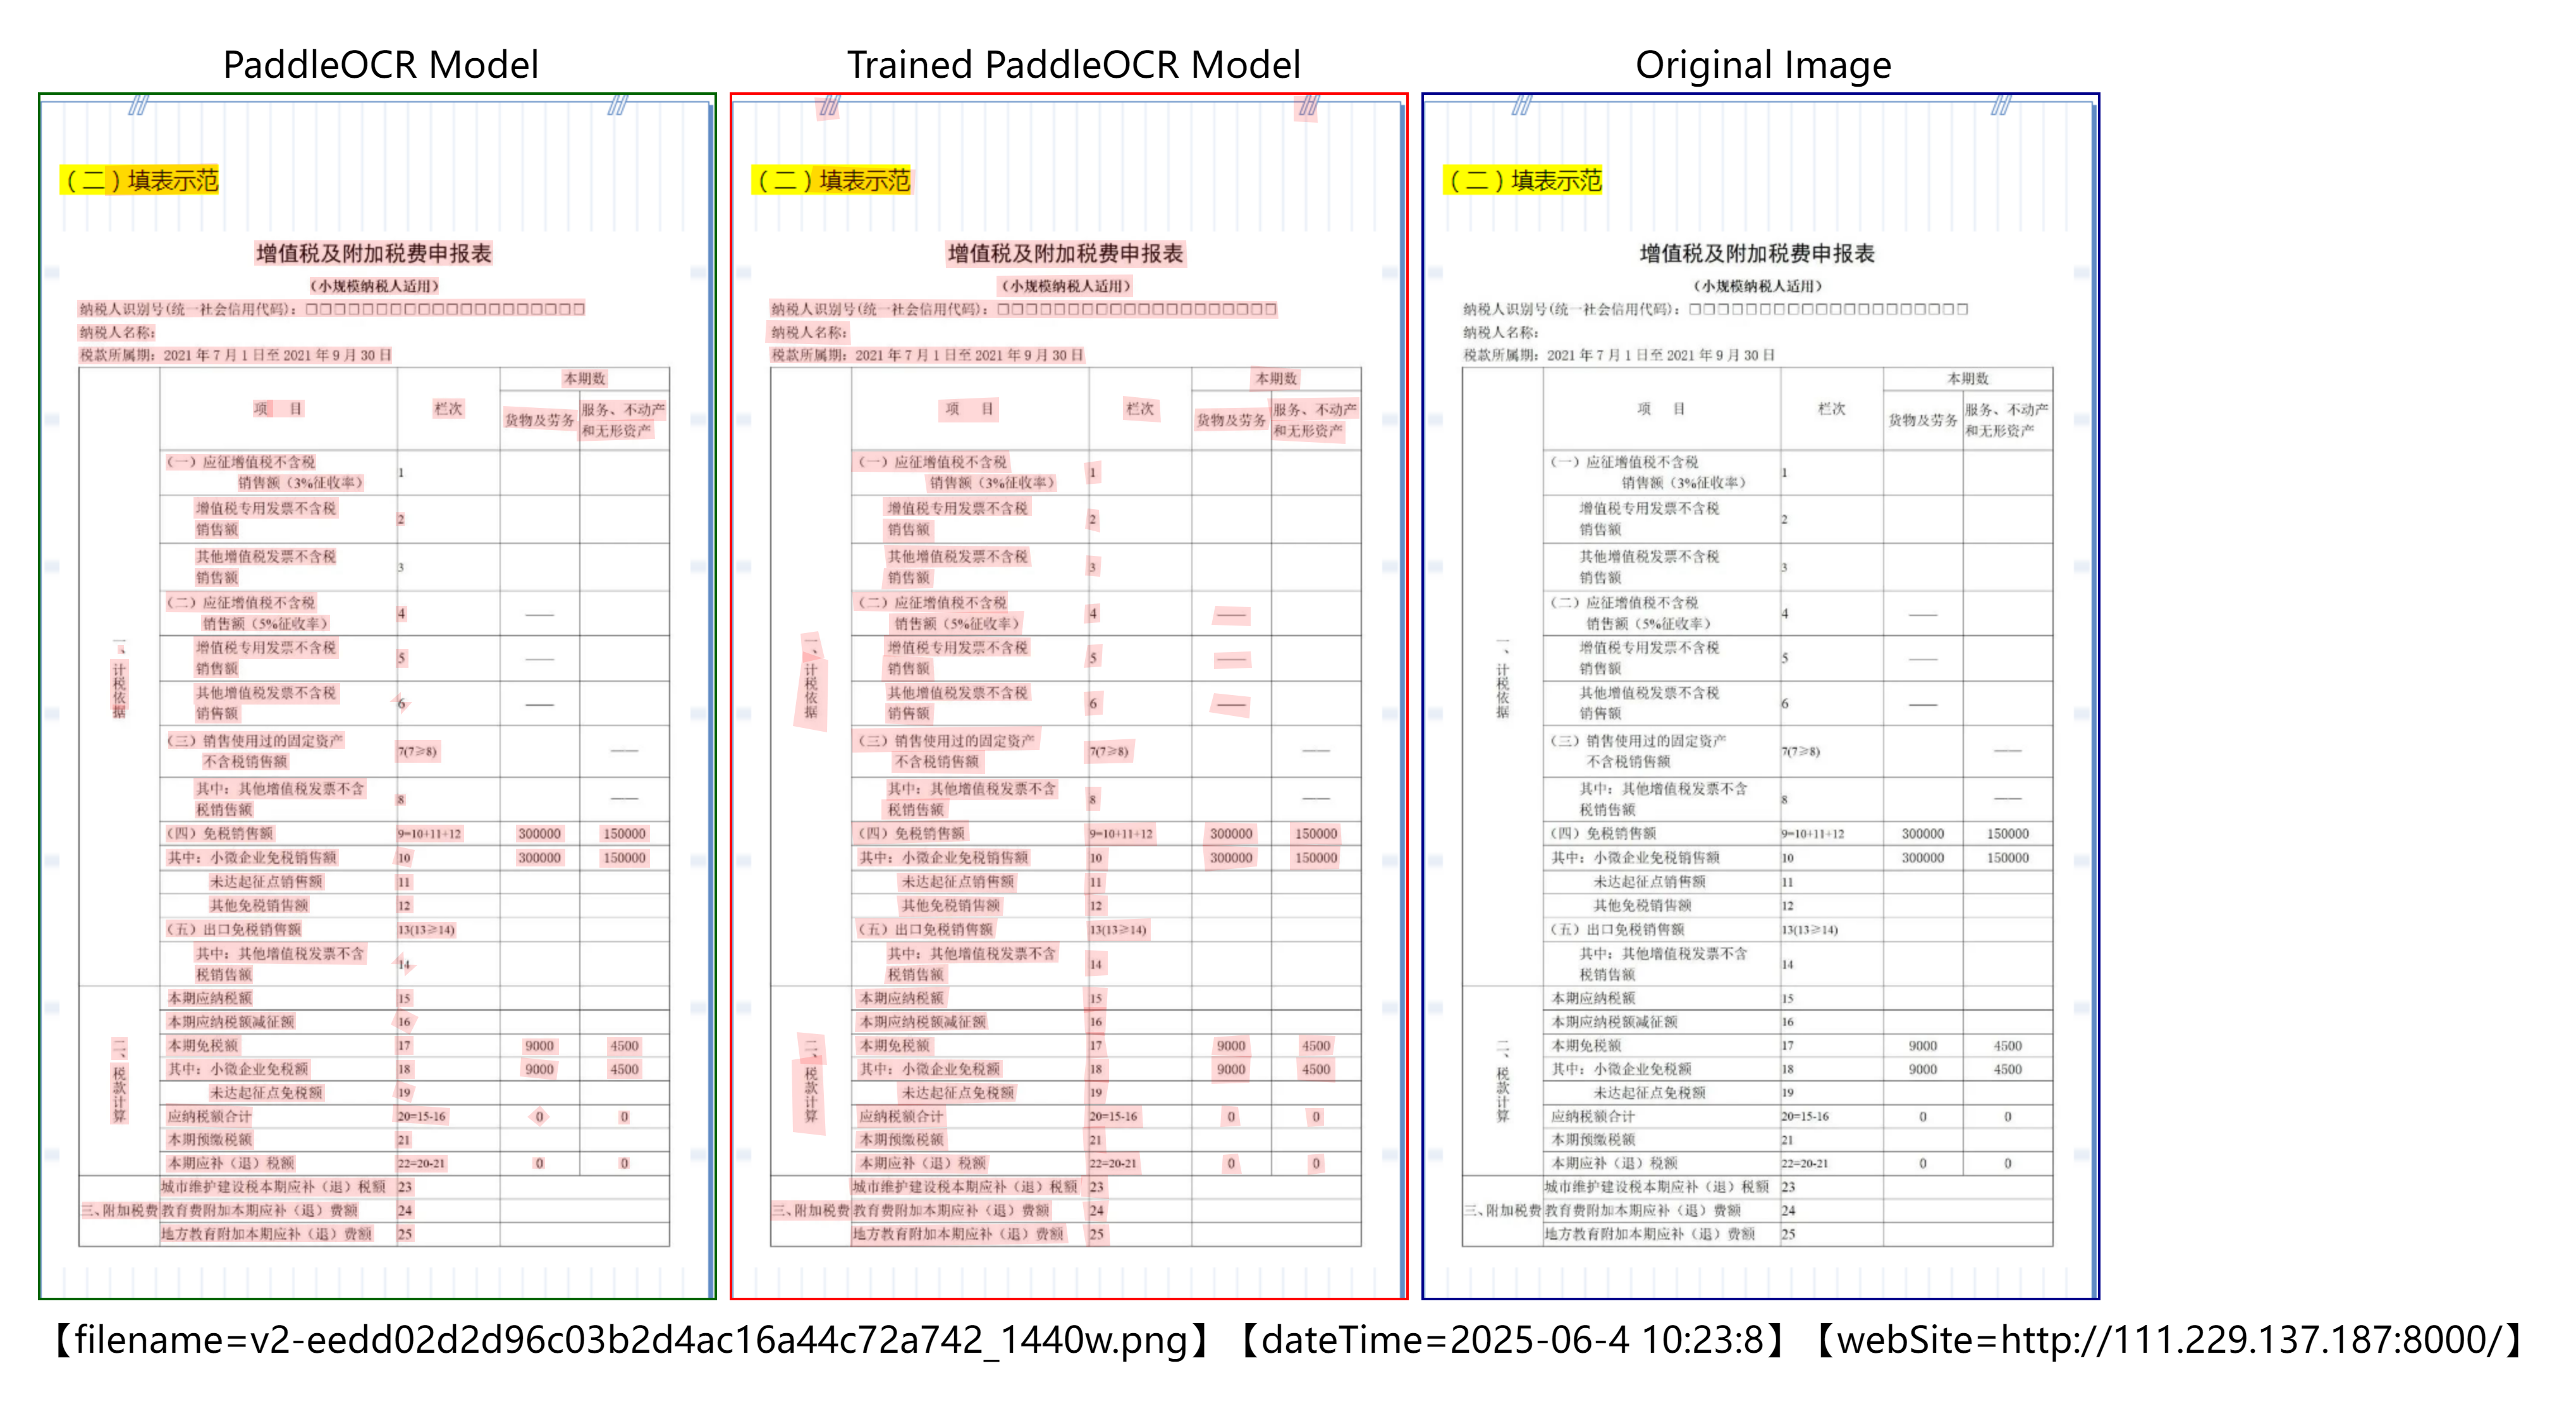 PaddleOCR Model
（二）填表示范
增值税及附加税费申报表
（小规模纳税人适用）
纳税人识别号(统一社会信用代码)：□□□□□□□□□□□□□□□□□□□□
纳税人名称：
税款所属期：2021 年 7 月 1 日至 2021 年 9 月 30 日
项 目 栏次 本期数
货物及劳务 服务、不动产
和无形资产
一、计税依据
（一）应征增值税不含税
销售额（3%征收率） 1
增值税专用发票不含税
销售额 2
其他增值税发票不含税
销售额 3
（二）应征增值税不含税
销售额（5%征收率） 4 ——
增值税专用发票不含税
销售额 5 ——
其他增值税发票不含税
销售额 6 ——
（三）销售使用过的固定资产
不含税销售额 7(7≥8) ——
其中：其他增值税发票不含
税销售额 8 ——
（四）免税销售额 9=10+11+12 300000 150000
其中：小微企业免税销售额 10 300000 150000
未达起征点销售额 11
其他免税销售额 12
（五）出口免税销售额 13(13≥14)
其中：其他增值税发票不含
税销售额 14
二、税款计算
本期应纳税额 15
本期应纳税额减征额 16
本期免税额 17 9000 4500
其中：小微企业免税额 18 9000 4500
未达起征点免税额 19
应纳税额合计 20=15-16 0 0
本期预缴税额 21
本期应补（退）税额 22=20-21 0 0
三、附加税费
城市维护建设税本期应补（退）税额 23
教育费附加本期应补（退）费额 24
地方教育附加本期应补（退）费额 25
Trained PaddleOCR Model
（二）填表示范
增值税及附加税费申报表
（小规模纳税人适用）
纳税人识别号(统一社会信用代码)：□□□□□□□□□□□□□□□□□□□□
纳税人名称：
税款所属期：2021 年 7 月 1 日至 2021 年 9 月 30 日
项 目 栏次 本期数
货物及劳务 服务、不动产
和无形资产
一、计税依据
（一）应征增值税不含税
销售额（3%征收率） 1
增值税专用发票不含税
销售额 2
其他增值税发票不含税
销售额 3
（二）应征增值税不含税
销售额（5%征收率） 4 ——
增值税专用发票不含税
销售额 5 ——
其他增值税发票不含税
销售额 6 ——
（三）销售使用过的固定资产
不含税销售额 7(7≥8) ——
其中：其他增值税发票不含
税销售额 8 ——
（四）免税销售额 9=10+11+12 300000 150000
其中：小微企业免税销售额 10 300000 150000
未达起征点销售额 11
其他免税销售额 12
（五）出口免税销售额 13(13≥14)
其中：其他增值税发票不含
税销售额 14
二、税款计算
本期应纳税额 15
本期应纳税额减征额 16
本期免税额 17 9000 4500
其中：小微企业免税额 18 9000 4500
未达起征点免税额 19
应纳税额合计 20=15-16 0 0
本期预缴税额 21
本期应补（退）税额 22=20-21 0 0
三、附加税费
城市维护建设税本期应补（退）税额 23
教育费附加本期应补（退）费额 24
地方教育附加本期应补（退）费额 25
Original Image
（二）填表示范
增值税及附加税费申报表
（小规模纳税人适用）
纳税人识别号(统一社会信用代码)：□□□□□□□□□□□□□□□□□□□□
纳税人名称：
税款所属期：2021 年 7 月 1 日至 2021 年 9 月 30 日
项 目 栏次 本期数
货物及劳务 服务、不动产
和无形资产
一、计税依据
（一）应征增值税不含税
销售额（3%征收率） 1
增值税专用发票不含税
销售额 2
其他增值税发票不含税
销售额 3
（二）应征增值税不含税
销售额（5%征收率） 4 ——
增值税专用发票不含税
销售额 5 ——
其他增值税发票不含税
销售额 6 ——
（三）销售使用过的固定资产
不含税销售额 7(7≥8) ——
其中：其他增值税发票不含
税销售额 8 ——
（四）免税销售额 9=10+11+12 300000 150000
其中：小微企业免税销售额 10 300000 150000
未达起征点销售额 11
其他免税销售额 12
（五）出口免税销售额 13(13≥14)
其中：其他增值税发票不含
税销售额 14
二、税款计算
本期应纳税额 15
本期应纳税额减征额 16
本期免税额 17 9000 4500
其中：小微企业免税额 18 9000 4500
未达起征点免税额 19
应纳税额合计 20=15-16 0 0
本期预缴税额 21
本期应补（退）税额 22=20-21 0 0
三、附加税费
城市维护建设税本期应补（退）税额 23
教育费附加本期应补（退）费额 24
地方教育附加本期应补（退）费额 25
【filename=v2-eedd02d2d96c03b2d4ac16a44c72a742_1440w.png】【dateTime=2025-06-4 10:23:8】【webSite=http://111.229.137.187:8000/】